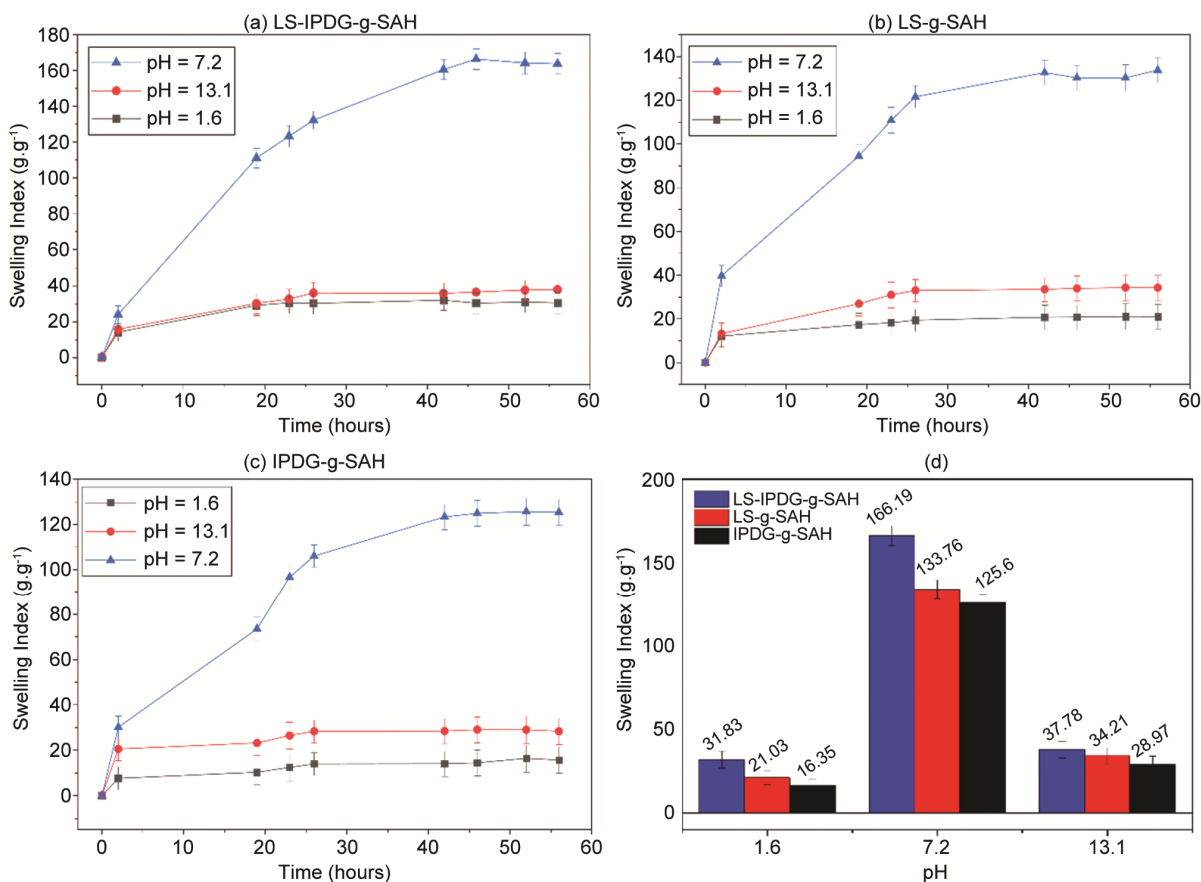 (a) LS-IPDG-g-SAH
180
160
140
120
100
80
60
40
20
0
Swelling Index (g.g⁻¹)
pH = 7.2
pH = 13.1
pH = 1.6
0 10 20 30 40 50 60
Time (hours)
(b) LS-g-SAH
140
120
100
80
60
40
20
0
Swelling Index (g.g⁻¹)
pH = 7.2
pH = 13.1
pH = 1.6
0 10 20 30 40 50 60
Time (hours)
(c) IPDG-g-SAH
140
120
100
80
60
40
20
0
Swelling Index (g.g⁻¹)
pH = 1.6
pH = 13.1
pH = 7.2
0 10 20 30 40 50 60
Time (hours)
(d)
200
150
100
50
0
Swelling Index (g.g⁻¹)
LS-IPDG-g-SAH
LS-g-SAH
IPDG-g-SAH
31.83
21.03
16.35
166.19
133.76
125.6
37.78
34.21
28.97
1.6 7.2 13.1
pH